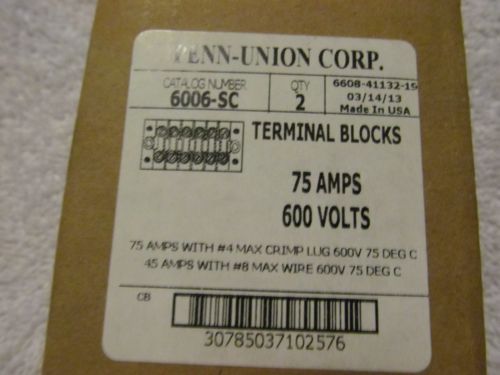 PENN-UNION CORP.
CATALOG NUMBER
6006-SC
QTY
2
6608-41132-19
03/14/13
Made In USA
TERMINAL BLOCKS
75 AMPS
600 VOLTS
75 AMPS WITH #4 MAX CRIMP LUG 600V 75 DEG C
45 AMPS WITH #8 MAX WIRE 600V 75 DEG C
CB
30785037102576